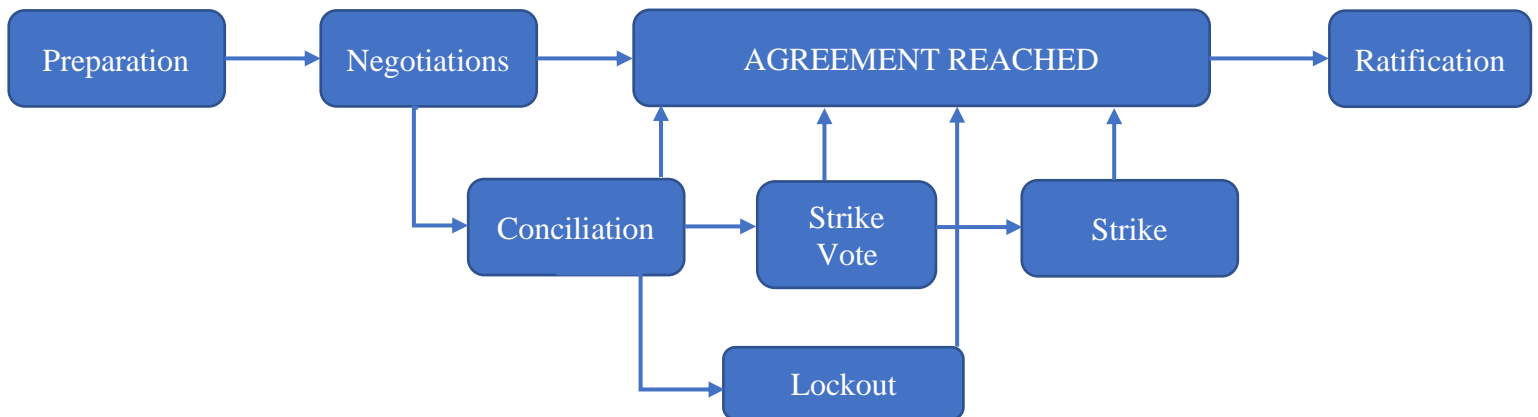 Preparation
Negotiations
AGREEMENT REACHED
Ratification
Conciliation
Strike
Vote
Strike
Lockout